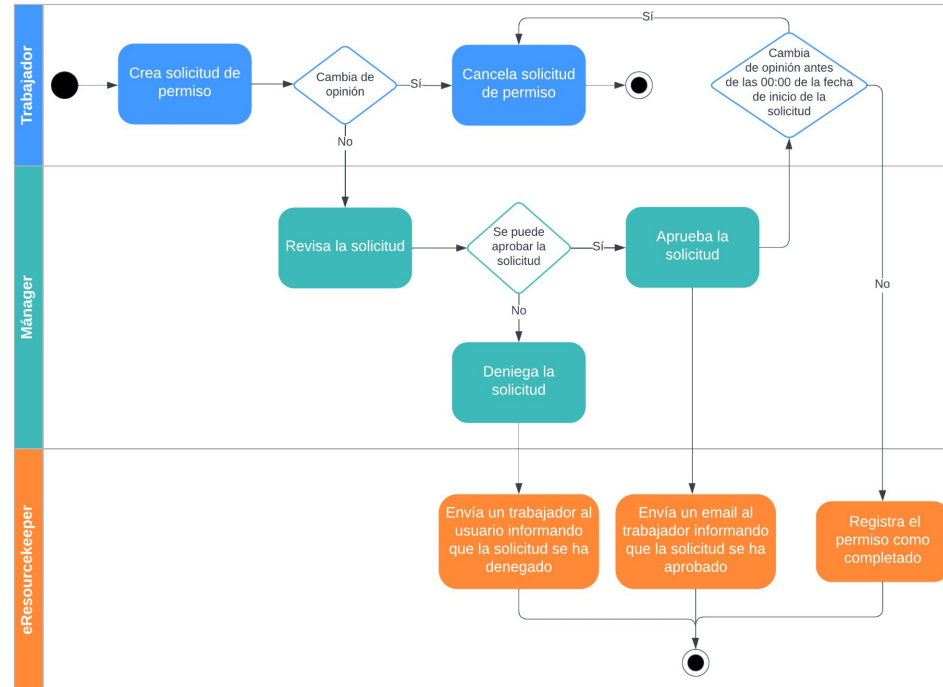 Trabajador
Crea solicitud de
permiso
Cambia de
opinión
Sí
Cancela solicitud
de permiso
Sí
Cambia
de opinión antes
de las 00:00 de la fecha
de inicio de la
solicitud
No
No
Mánager
Revisa la solicitud
Se puede
aprobar la
solicitud
Sí
Aprueba la
solicitud
No
Deniega la
solicitud
eResourcekeeper
Envía un trabajador al
usuario informando
que la solicitud se ha
denegado
Envía un email al
trabajador informando
que la solicitud se ha
aprobado
Registra el
permiso como
completado